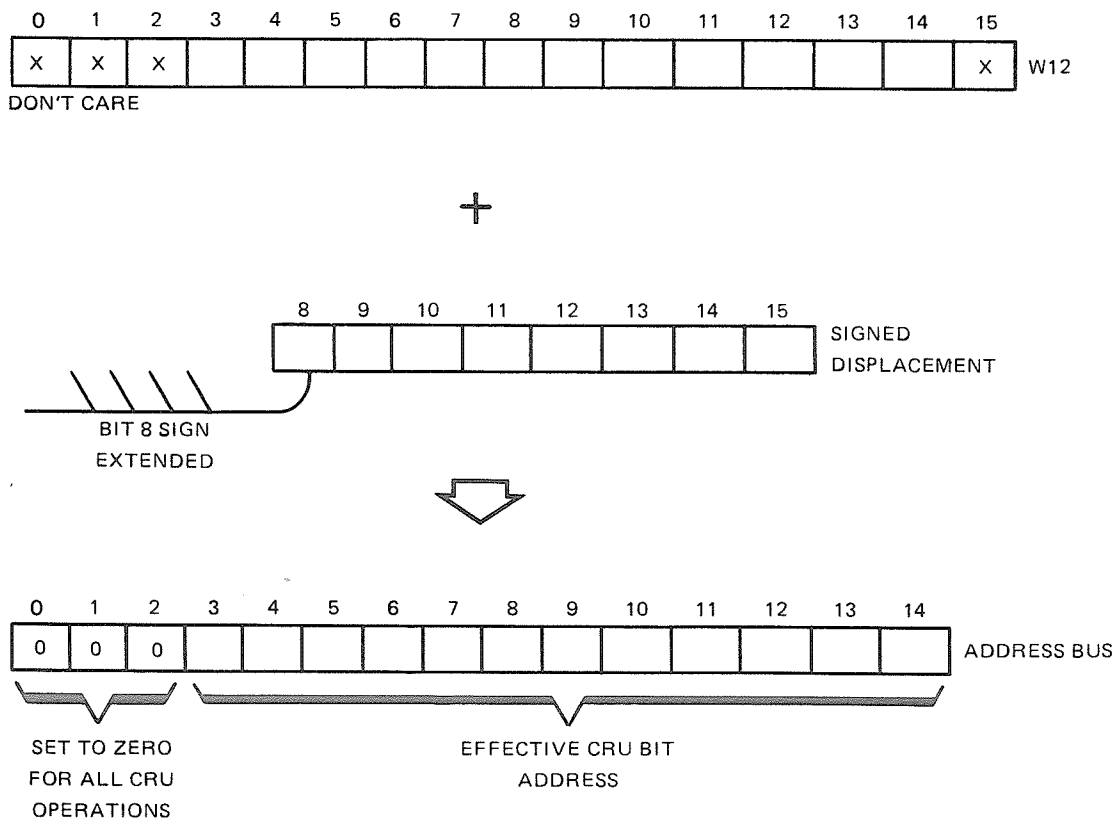 0 1 2 3 4 5 6 7 8 9 10 11 12 13 14 15
X X X X W12
DON'T CARE
+
8 9 10 11 12 13 14 15
SIGNED
DISPLACEMENT
BIT 8 SIGN
EXTENDED
0 1 2 3 4 5 6 7 8 9 10 11 12 13 14
0 0 0 ADDRESS BUS
SET TO ZERO
FOR ALL CRU
OPERATIONS
EFFECTIVE CRU BIT
ADDRESS